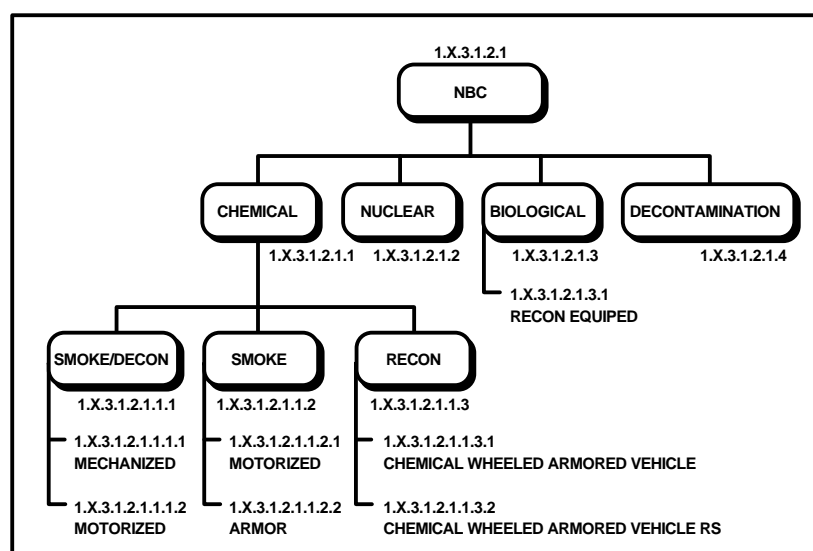 1.X.3.1.2.1
NBC
CHEMICAL
NUCLEAR
BIOLOGICAL
DECONTAMINATION
1.X.3.1.2.1.1
1.X.3.1.2.1.2
1.X.3.1.2.1.3
1.X.3.1.2.1.4
1.X.3.1.2.1.3.1
RECON EQUIPED
SMOKE/DECON
SMOKE
RECON
1.X.3.1.2.1.1.1
1.X.3.1.2.1.1.2
1.X.3.1.2.1.1.3
1.X.3.1.2.1.1.1.1
MECHANIZED
1.X.3.1.2.1.1.2.1
MOTORIZED
1.X.3.1.2.1.1.3.1
CHEMICAL WHEELED ARMORED VEHICLE
1.X.3.1.2.1.1.1.2
MOTORIZED
1.X.3.1.2.1.1.2.2
ARMOR
1.X.3.1.2.1.1.3.2
CHEMICAL WHEELED ARMORED VEHICLE RS